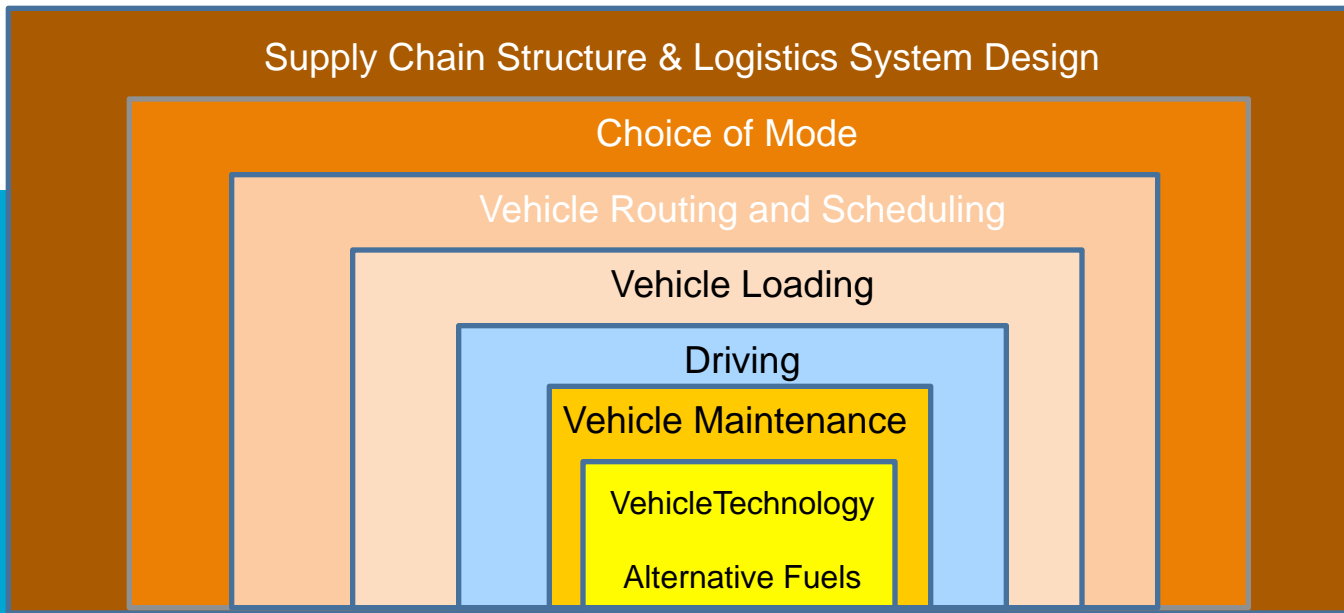 Supply Chain Structure & Logistics System Design
Choice of Mode
Vehicle Routing and Scheduling
Vehicle Loading
Driving
Vehicle Maintenance
VehicleTechnology
Alternative Fuels